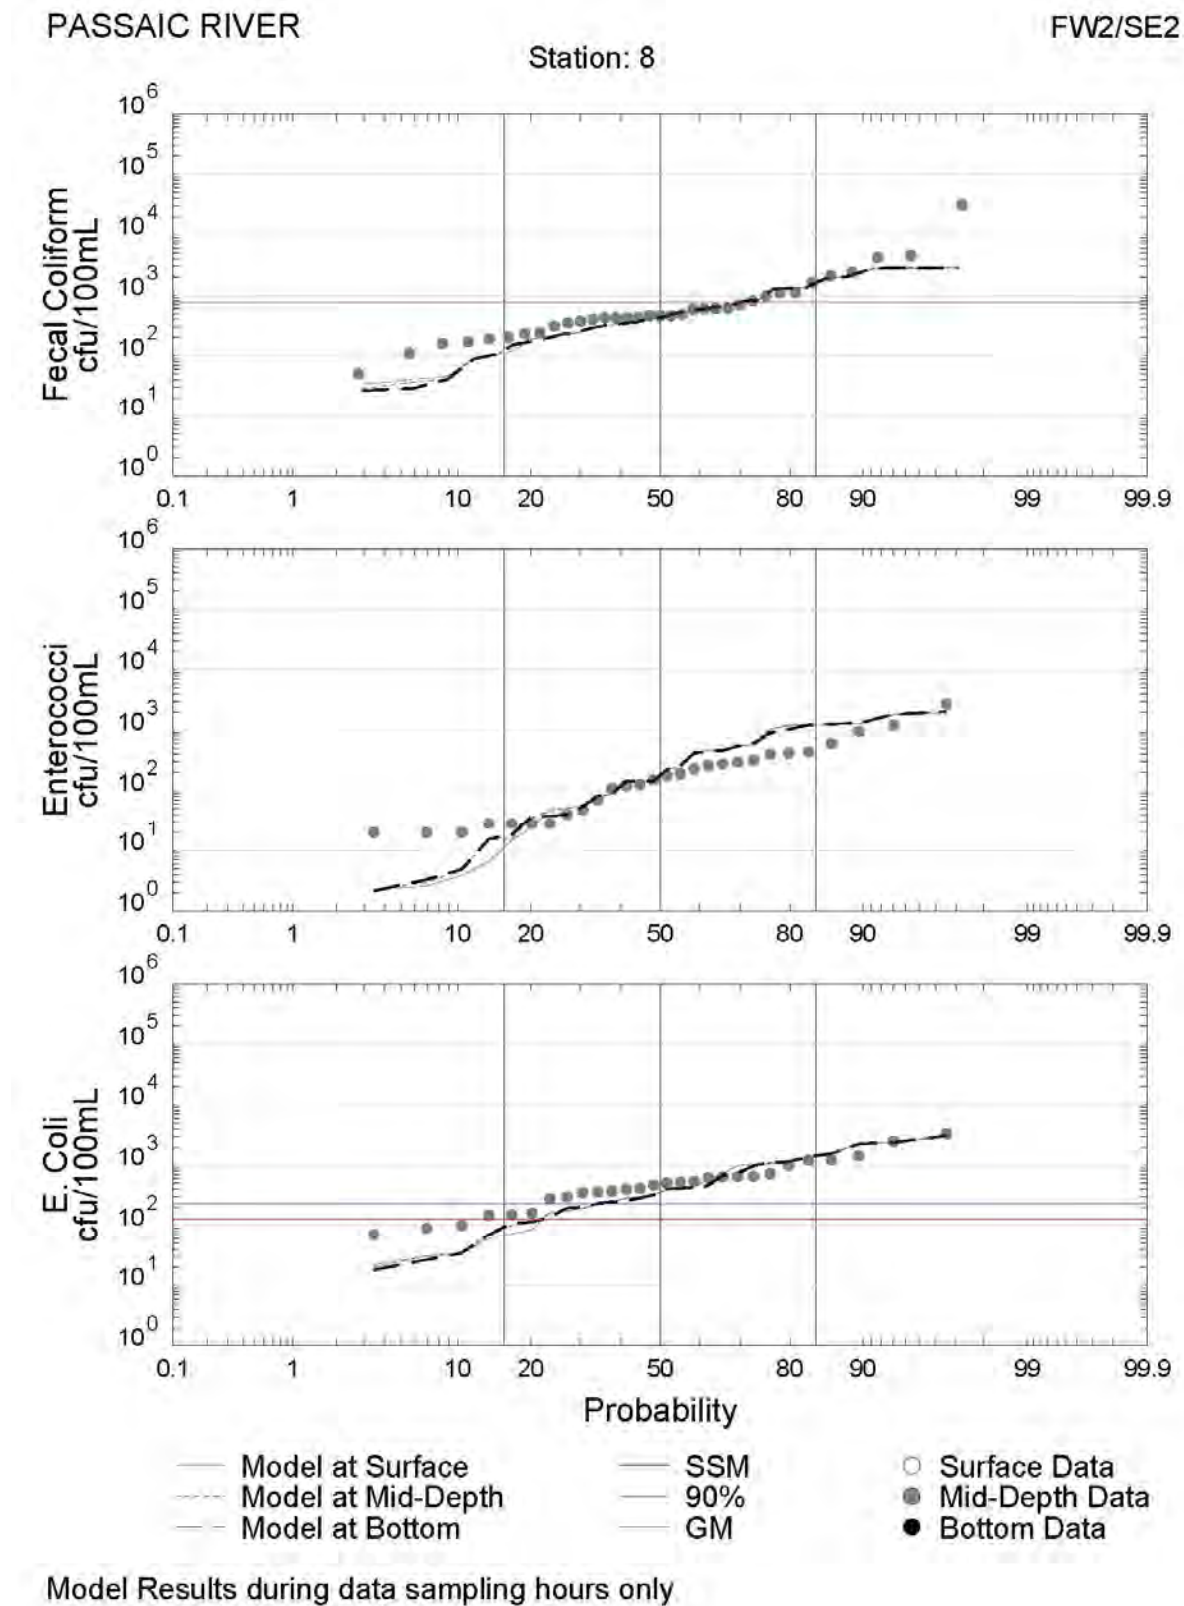 PASSAIC RIVER FW2/SE2
Station: 8
10^6
10^5
10^4
10^3
10^2
10^1
10^0
Fecal Coliform
cfu/100mL
0.1 1 10 20 50 80 90 99 99.9
10^6
10^5
10^4
10^3
10^2
10^1
10^0
Enterococci
cfu/100mL
0.1 1 10 20 50 80 90 99 99.9
10^6
10^5
10^4
10^3
10^2
10^1
10^0
E. Coli
cfu/100mL
0.1 1 10 20 50 80 90 99 99.9
Probability
Model at Surface SSM Surface Data
Model at Mid-Depth 90% Mid-Depth Data
Model at Bottom GM Bottom Data
Model Results during data sampling hours only